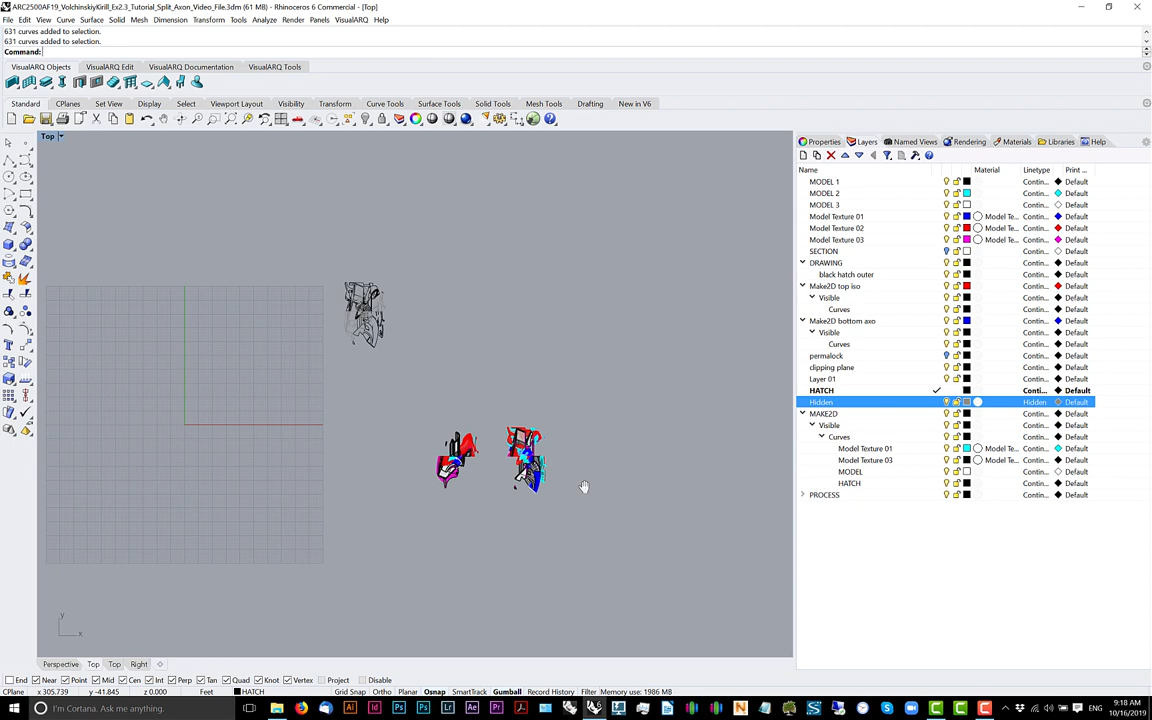 ARC2500AF19_VolchinskiyKirill_Ex2.3_Tutorial_Split_Axon_Video_File.3dm (61 MB) - Rhinoceros 6 Commercial - [Top]
File Edit View Curve Surface Solid Mesh Dimension Transform Tools Analyze Render Panels VisualARQ Help
631 curves added to selection.
631 curves added to selection.
Command:
VisualARQ Objects VisualARQ Edit VisualARQ Documentation VisualARQ Tools
Standard CPlanes Set View Display Select Viewport Layout Visibility Transform Curve Tools Surface Tools Solid Tools Mesh Tools Drafting New in V6
Top
Properties Layers Named Views Rendering Materials Libraries Help
Name Material Linetype Print ...
MODEL 1 Contin... Default
MODEL 2 Contin... Default
MODEL 3 Contin... Default
Model Texture 01 Model Te... Contin... Default
Model Texture 02 Model Te... Contin... Default
Model Texture 03 Model Te... Contin... Default
SECTION Contin... Default
DRAWING Contin... Default
black hatch outer Contin... Default
Make2D top iso Contin... Default
Visible Contin... Default
Curves Contin... Default
Make2D bottom axo Contin... Default
Visible Contin... Default
Curves Contin... Default
permalock Contin... Default
clipping plane Contin... Default
Layer 01 Contin... Default
HATCH Conti... Default
Hidden Hidden Default
MAKE2D Contin... Default
Visible Contin... Default
Curves Contin... Default
Model Texture 01 Model Te... Contin... Default
Model Texture 03 Model Te... Contin... Default
MODEL Contin... Default
HATCH Contin... Default
PROCESS Contin... Default
y
x
Perspective Top Top Right
End Near Point Mid Cen Int Perp Tan Quad Knot Vertex Project Disable
CPlane x 305.739 y -41.845 z 0.000 Feet HATCH Grid Snap Ortho Planar Osnap SmartTrack Gumball Record History Filter Memory use: 1986 MB
I'm Cortana. Ask me anything. ENG 9:18 AM
10/16/2019